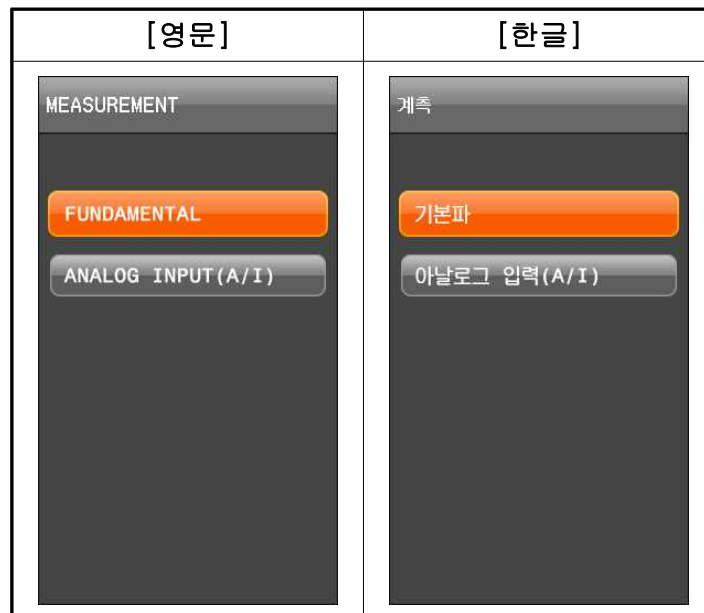 [영문]
[한글]
MEASUREMENT
FUNDAMENTAL
ANALOG INPUT(A/I)
계측
기본파
아날로그 입력(A/I)